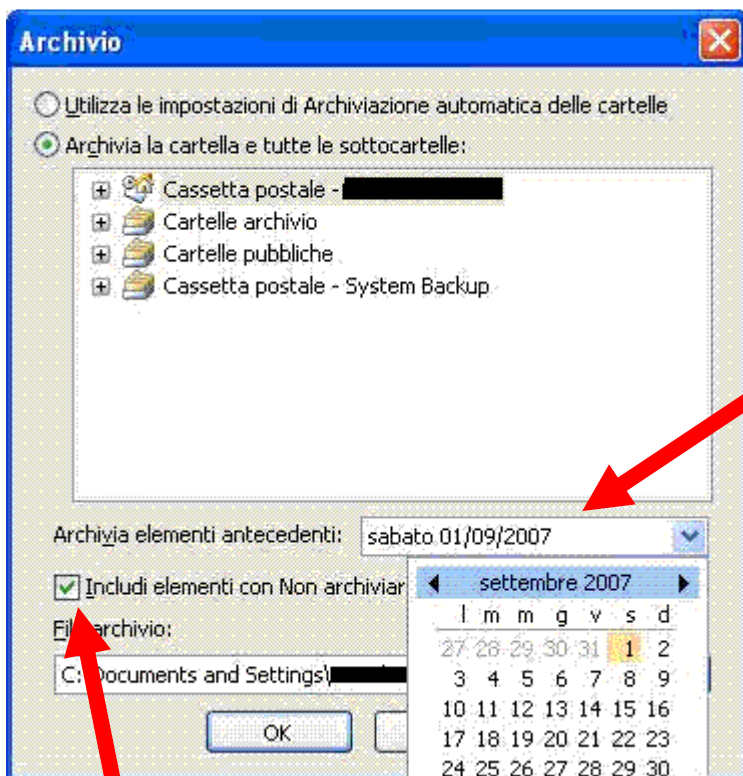 Archivio
Utilizza le impostazioni di Archiviazione automatica delle cartelle
Archivia la cartella e tutte le sottocartelle:
Cassetta postale -
Cartelle archivio
Cartelle pubbliche
Cassetta postale - System Backup
Archivia elementi antecedenti: sabato 01/09/2007
Includi elementi con Non archiviar
settembre 2007
l m m g v s d
27 28 29 30 31 1 2
File archivio:
C:\Documents and Settings\
3 4 5 6 7 8 9
10 11 12 13 14 15 16
OK
17 18 19 20 21 22 23
24 25 26 27 28 29 30